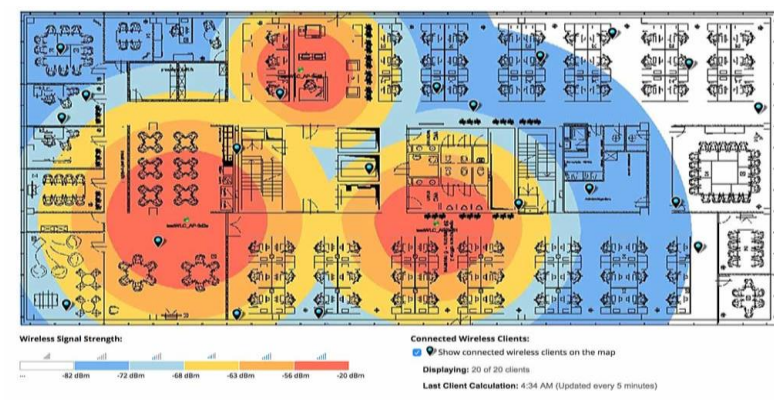 Wireless Signal Strength:
... -82 dBm -72 dBm -68 dBm -63 dBm -56 dBm -20 dBm
Connected Wireless Clients:
Show connected wireless clients on the map
Displaying: 20 of 20 clients
Last Client Calculation: 4:34 AM (Updated every 5 minutes)